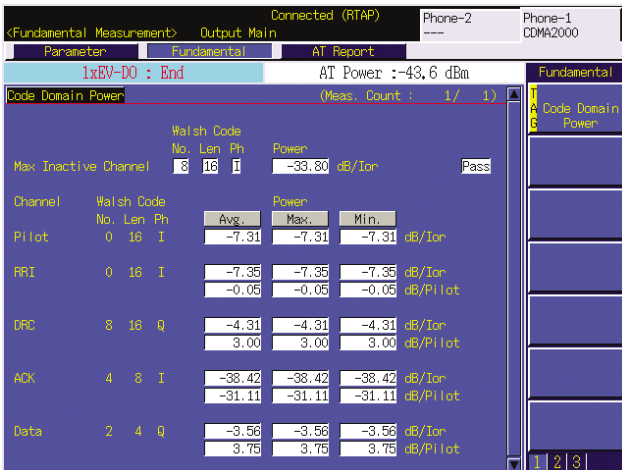 Connected (RTAP)
Phone-2
Phone-1
<Fundamental Measurement> Output Main
---
CDMA2000
Parameter Fundamental AT Report
1xEV-DO : End AT Power :-43.6 dBm
Fundamental
Code Domain Power (Meas. Count : 1/ 1)
TAG
Code Domain
Power
Walsh Code
No. Len Ph Power
Max Inactive Channel 8 16 I -33.80 dB/Ior Pass
Channel Walsh Code Power
No. Len Ph Avg. Max. Min.
Pilot 0 16 I -7.31 -7.31 -7.31 dB/Ior
RRI 0 16 I -7.35 -7.35 -7.35 dB/Ior
-0.05 -0.05 -0.05 dB/Pilot
DRC 8 16 Q -4.31 -4.31 -4.31 dB/Ior
3.00 3.00 3.00 dB/Pilot
ACK 4 8 I -38.42 -38.42 -38.42 dB/Ior
-31.11 -31.11 -31.11 dB/Pilot
Data 2 4 Q -3.56 -3.56 -3.56 dB/Ior
3.75 3.75 3.75 dB/Pilot
1 2 3